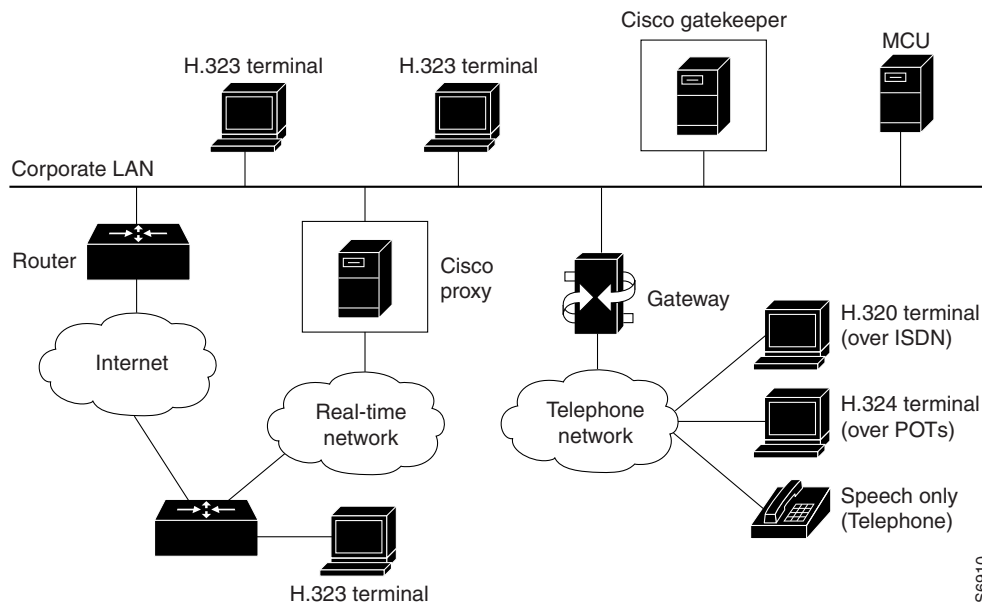 Cisco gatekeeper
MCU
H.323 terminal
H.323 terminal
Corporate LAN
Router
Cisco
proxy
Gateway
H.320 terminal
(over ISDN)
Internet
Real-time
network
Telephone
network
H.324 terminal
(over POTs)
Speech only
(Telephone)
H.323 terminal
S6910